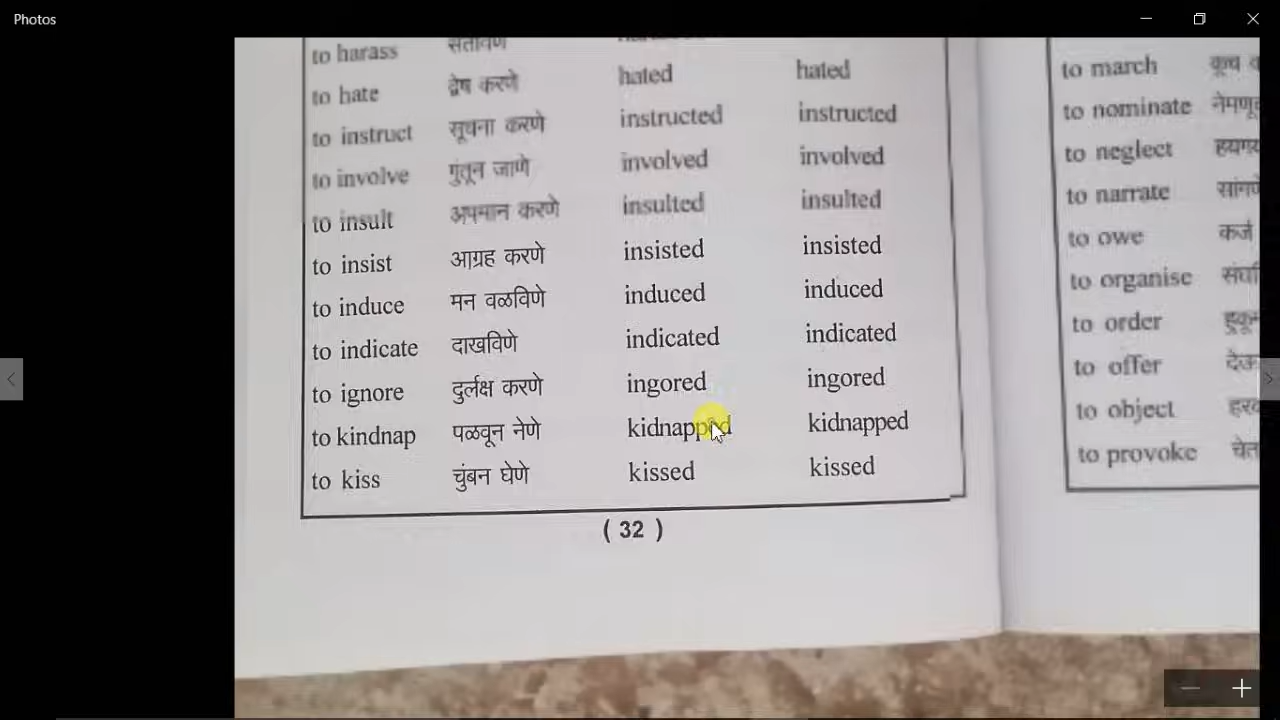 Photos
to harass सतावणे
to hate द्वेष करणे hated hated
to instruct सूचना करणे instructed instructed
to involve गुंतून जाणे involved involved
to insult अपमान करणे insulted insulted
to insist आग्रह करणे insisted insisted
to induce मन वळविणे induced induced
to indicate दाखविणे indicated indicated
to ignore दुर्लक्ष करणे ingored ingored
to kindnap पळवून नेणे kidnapped kidnapped
to kiss चुंबन घेणे kissed kissed
( 32 )
to march कूच
to nominate
to neglect
to narrate
to owe कर्ज
to organise
to order
to offer
to object
to provoke